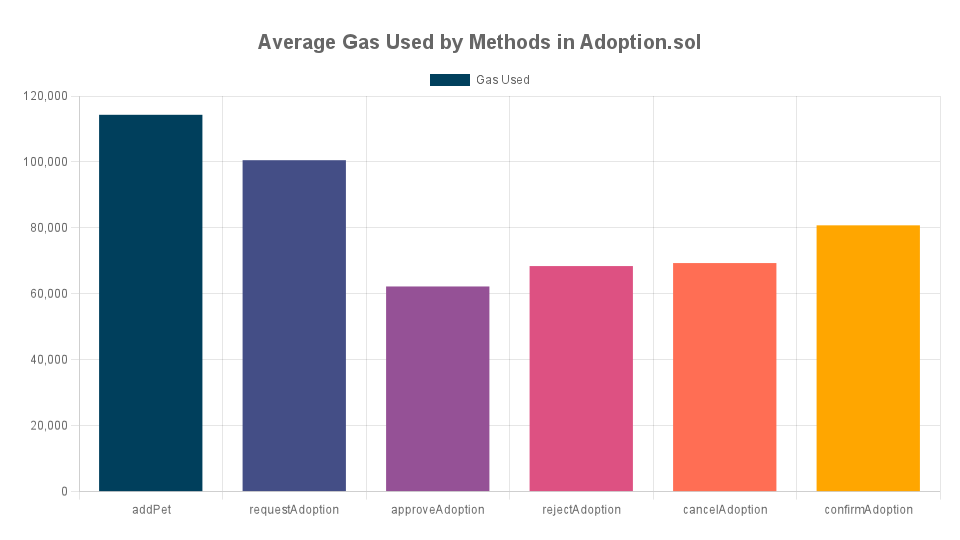 Average Gas Used by Methods in Adoption.sol
Gas Used
120,000
100,000
80,000
60,000
40,000
20,000
0
addPet
requestAdoption
approveAdoption
rejectAdoption
cancelAdoption
confirmAdoption